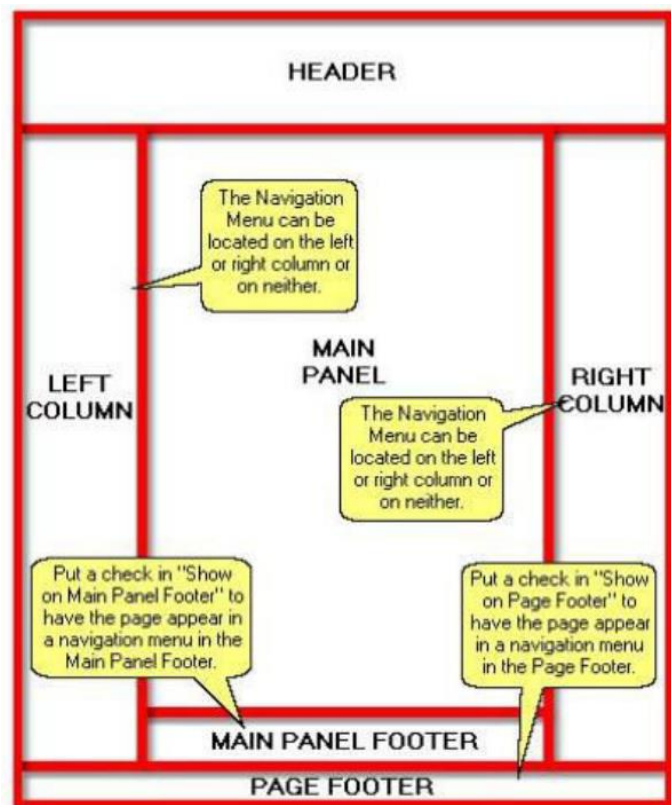 HEADER
The Navigation
Menu can be
located on the left
or right column or
on neither.
MAIN
PANEL
LEFT
COLUMN
RIGHT
COLUMN
The Navigation
Menu can be
located on the left
or right column or
on neither.
Put a check in "Show
on Main Panel Footer" to
have the page appear in
a navigation menu in the
Main Panel Footer.
Put a check in "Show
on Page Footer" to
have the page appear
in a navigation menu
in the Page Footer.
MAIN PANEL FOOTER
PAGE FOOTER